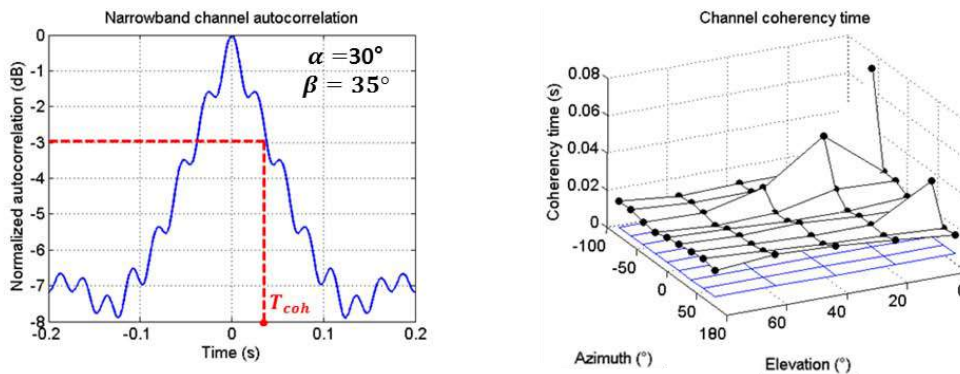 Narrowband channel autocorrelation
α =30°
β = 35°
Normalized autocorrelation (dB)
0
-1
-2
-3
-4
-5
-6
-7
-8
-0.2
-0.1
0
0.1
0.2
T_coh
Time (s)
Channel coherency time
Coherency time (s)
0.08
0.06
0.04
0.02
0
-100
-50
0
50
180
60
40
20
0
Azimuth (°)
Elevation (°)